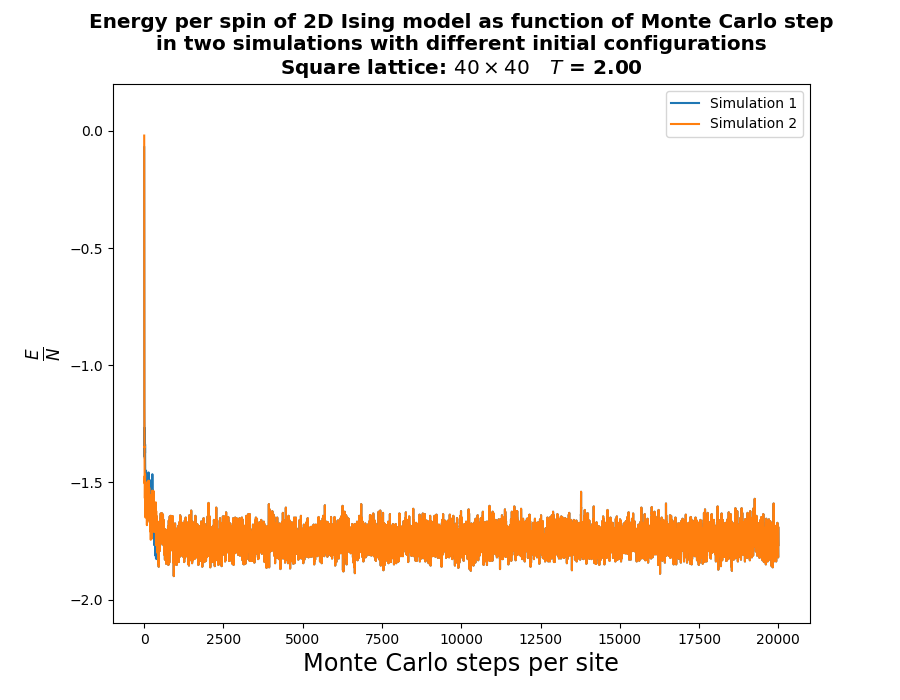 Energy per spin of 2D Ising model as function of Monte Carlo step
in two simulations with different initial configurations
Square lattice: 40 × 40 T = 2.00
Simulation 1
Simulation 2
0.0
−0.5
−1.0
−1.5
−2.0
E
N
0 2500 5000 7500 10000 12500 15000 17500 20000
Monte Carlo steps per site